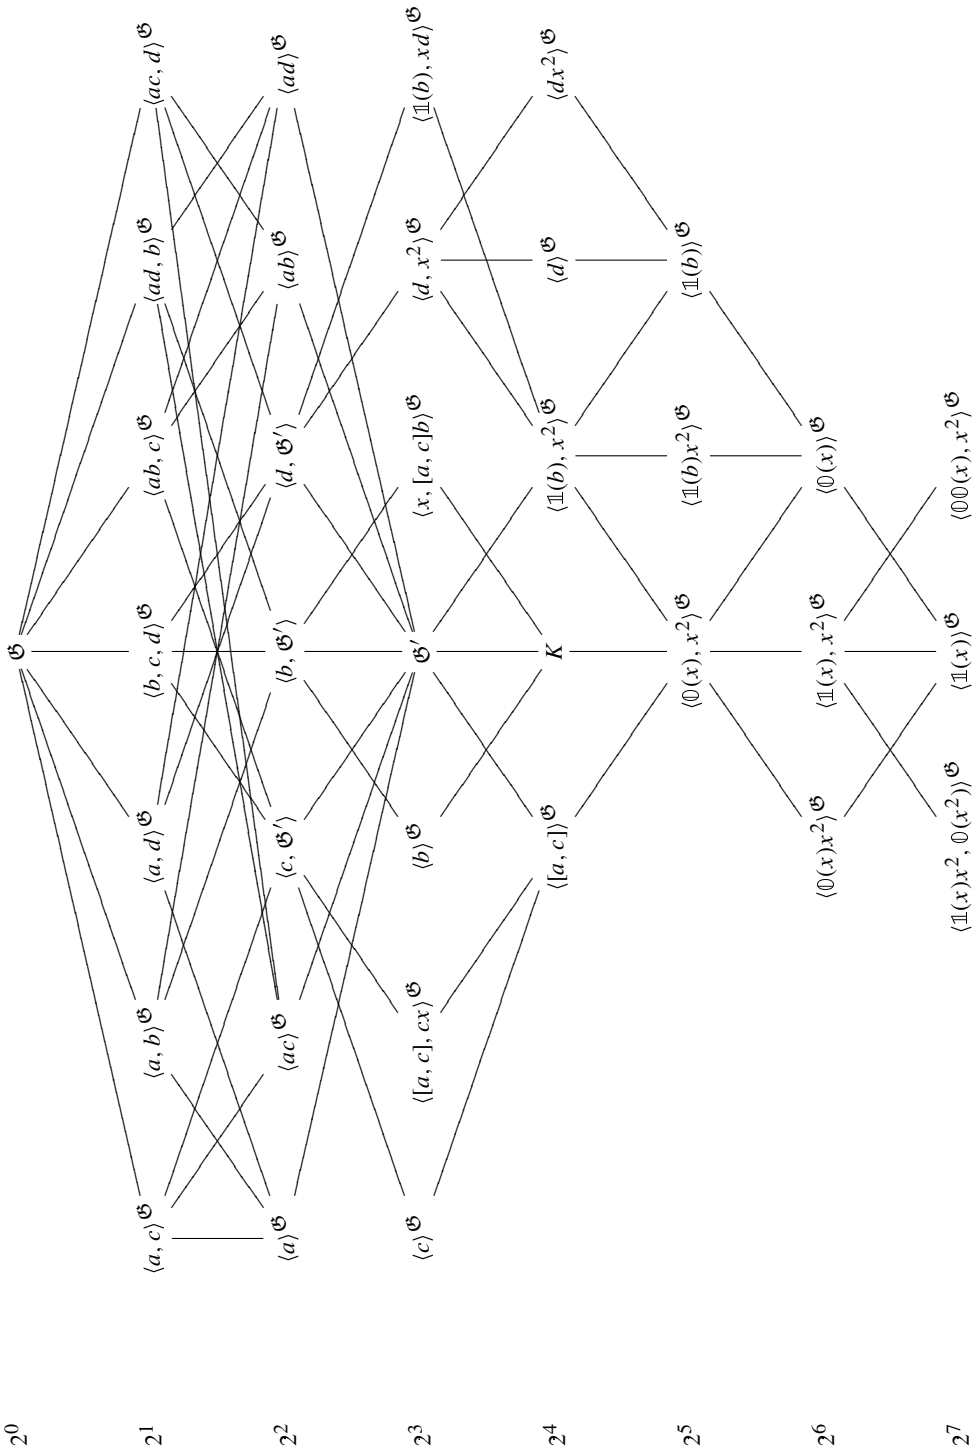 2^0 𝔊
2^1 ⟨a, c⟩^𝔊 ⟨a, b⟩^𝔊 ⟨a, d⟩^𝔊 ⟨b, c, d⟩^𝔊 ⟨ab, c⟩^𝔊 ⟨ad, b⟩^𝔊 ⟨ac, d⟩^𝔊
2^2 ⟨a⟩^𝔊 ⟨ac⟩^𝔊 ⟨c, 𝔊′⟩ ⟨b, 𝔊′⟩ ⟨d, 𝔊′⟩ ⟨ab⟩^𝔊 ⟨ad⟩^𝔊
2^3 ⟨c⟩^𝔊 ⟨[a, c], cx⟩^𝔊 ⟨b⟩^𝔊 𝔊′ ⟨x, [a, c]b⟩^𝔊 ⟨d, x^2⟩^𝔊 ⟨𝟙(b), xd⟩^𝔊
2^4 ⟨[a, c]⟩^𝔊 K ⟨𝟙(b), x^2⟩^𝔊 ⟨d⟩^𝔊 ⟨dx^2⟩^𝔊
2^5 ⟨𝟘(x), x^2⟩^𝔊 ⟨𝟙(b)x^2⟩^𝔊 ⟨𝟙(b)⟩^𝔊
2^6 ⟨𝟘(x)x^2⟩^𝔊 ⟨𝟙(x), x^2⟩^𝔊 ⟨𝟘(x)⟩^𝔊
2^7 ⟨𝟙(x)x^2, 𝟘(x^2)⟩^𝔊 ⟨𝟙(x)⟩^𝔊 ⟨𝟘𝟘(x), x^2⟩^𝔊